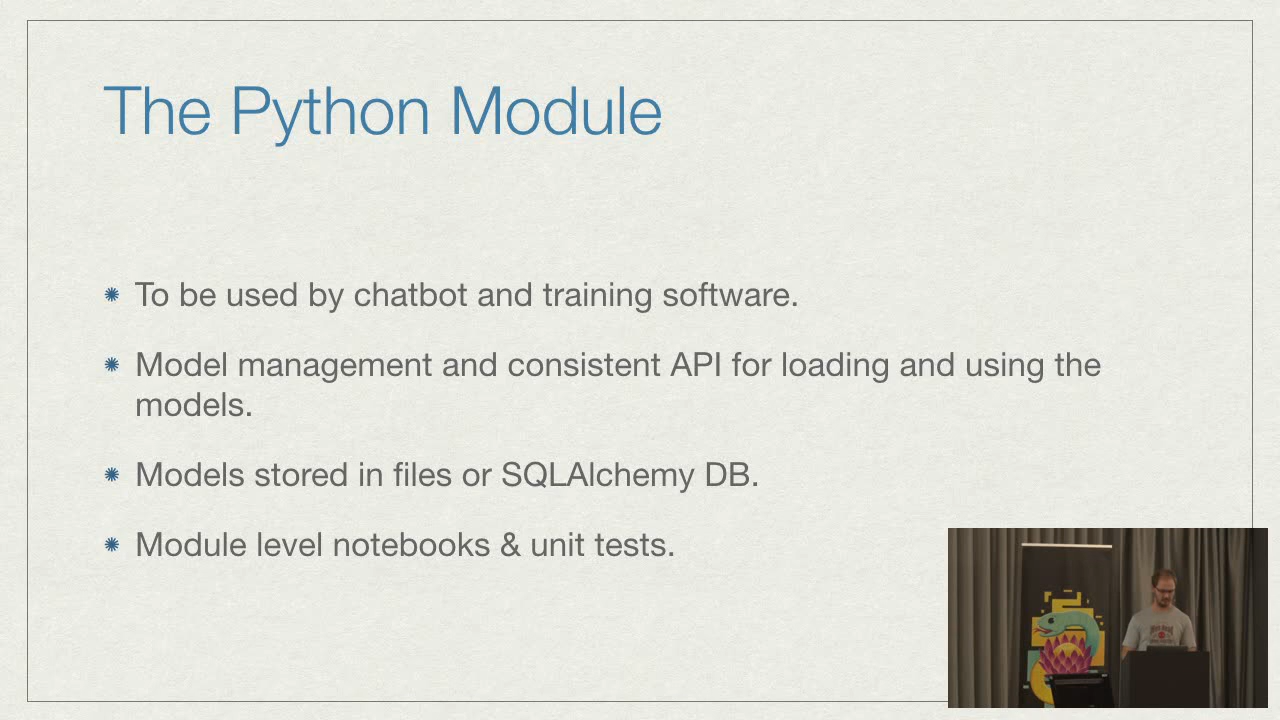 The Python Module
To be used by chatbot and training software.
Model management and consistent API for loading and using the
models.
Models stored in files or SQLAlchemy DB.
Module level notebooks & unit tests.